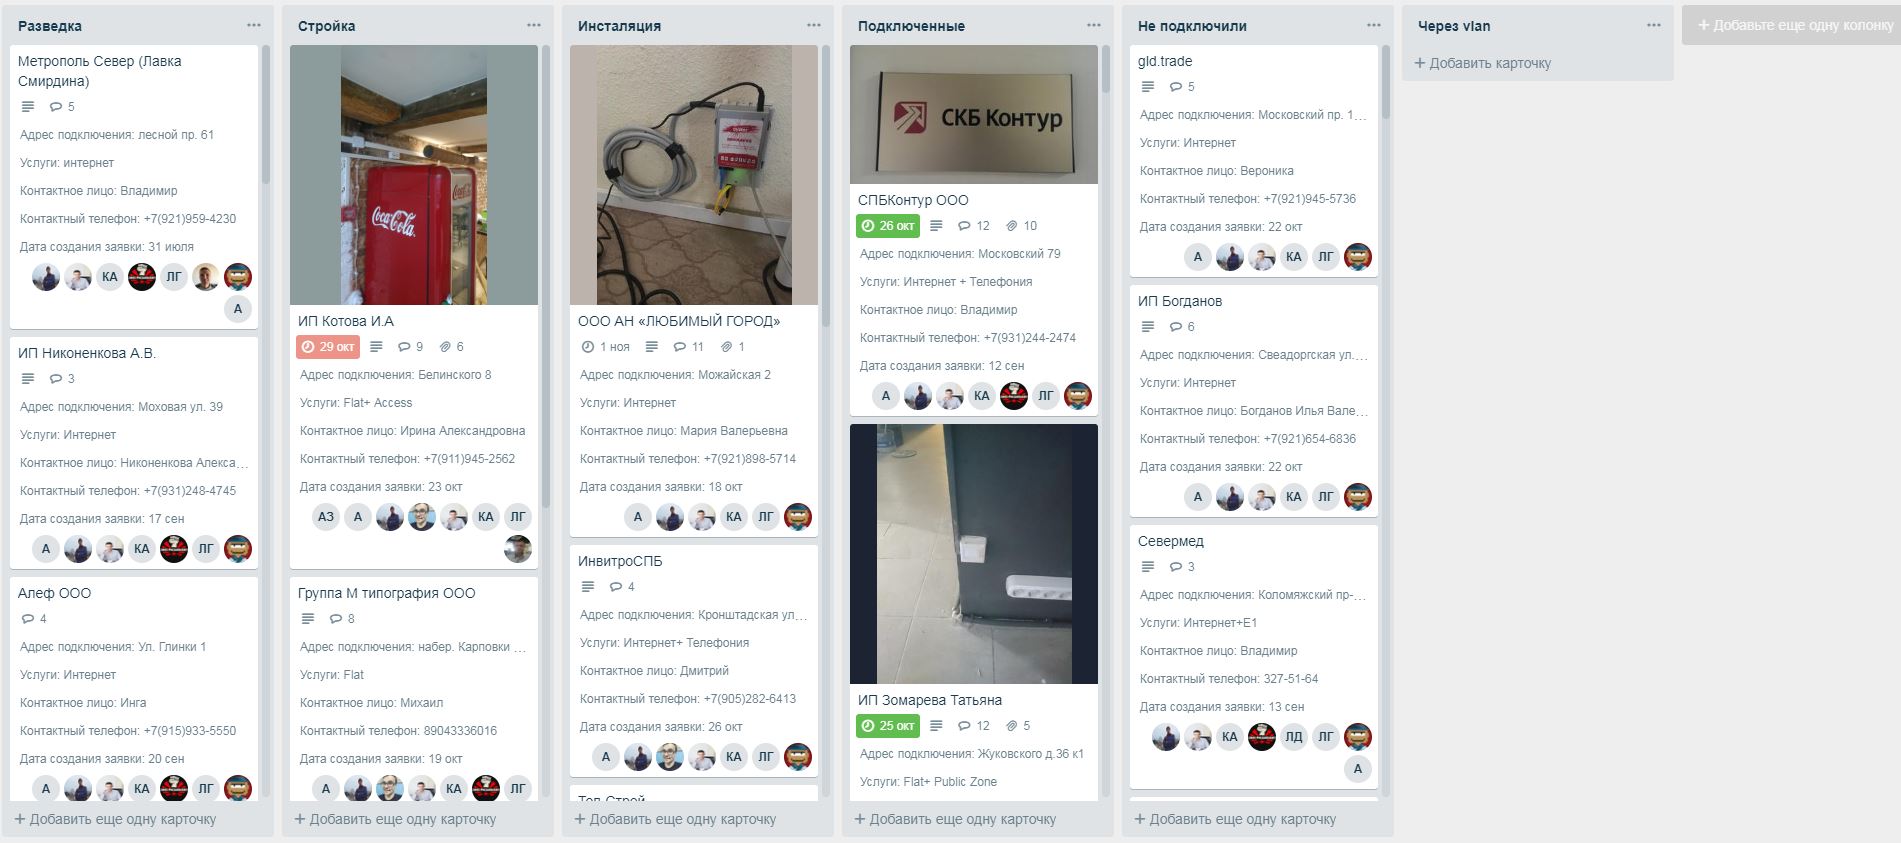 Разведка
Метрополь Север (Лавка
Смирдина)
5
Адрес подключения: лесной пр. 61
Услуги: интернет
Контактное лицо: Владимир
Контактный телефон: +7(921)959-4230
Дата создания заявки: 31 июля
КА
ЛГ
А
ИП Никоненкова А.В.
3
Адрес подключения: Моховая ул. 39
Услуги: Интернет
Контактное лицо: Никоненкова Алекса...
Контактный телефон: +7(931)248-4745
Дата создания заявки: 17 сен
А КА ЛГ
Алеф ООО
4
Адрес подключения: Ул. Глинки 1
Услуги: Интернет
Контактное лицо: Инга
Контактный телефон: +7(915)933-5550
Дата создания заявки: 20 сен
А КА ЛГ
+ Добавить еще одну карточку
Стройка
Coca-Cola
ИП Котова И.А
29 окт 9 6
Адрес подключения: Белинского 8
Услуги: Flat+ Access
Контактное лицо: Ирина Александровна
Контактный телефон: +7(911)945-2562
Дата создания заявки: 23 окт
АЗ А КА ЛГ
Группа М типография ООО
8
Адрес подключения: набер. Карповки ...
Услуги: Flat
Контактное лицо: Михаил
Контактный телефон: 89043336016
Дата создания заявки: 19 окт
А КА ЛГ
+ Добавить еще одну карточку
Инсталяция
ООО АН «ЛЮБИМЫЙ ГОРОД»
1 ноя 11 1
Адрес подключения: Можайская 2
Услуги: Интернет
Контактное лицо: Мария Валерьевна
Контактный телефон: +7(921)898-5714
Дата создания заявки: 18 окт
А КА ЛГ
ИнвитроСПБ
4
Адрес подключения: Кронштадская ул...
Услуги: Интернет+ Телефония
Контактное лицо: Дмитрий
Контактный телефон: +7(905)282-6413
Дата создания заявки: 26 окт
А КА ЛГ
+ Добавить еще одну карточку
Подключенные
СКБ Контур
СПБКонтур ООО
26 окт 12 10
Адрес подключения: Московский 79
Услуги: Интернет + Телефония
Контактное лицо: Владимир
Контактный телефон: +7(931)244-2474
Дата создания заявки: 12 сен
А КА ЛГ
ИП Зомарева Татьяна
25 окт 12 5
Адрес подключения: Жуковского д.36 к1
Услуги: Flat+ Public Zone
+ Добавить еще одну карточку
Не подключили
gld.trade
5
Адрес подключения: Московский пр. 1...
Услуги: Интернет
Контактное лицо: Вероника
Контактный телефон: +7(921)945-5736
Дата создания заявки: 22 окт
А КА ЛГ
ИП Богданов
6
Адрес подключения: Свеадоргская ул....
Услуги: Интернет
Контактное лицо: Богданов Илья Вале...
Контактный телефон: +7(921)654-6836
Дата создания заявки: 22 окт
А КА ЛГ
Севермед
3
Адрес подключения: Коломяжский пр-...
Услуги: Интернет+E1
Контактное лицо: Владимир
Контактный телефон: 327-51-64
Дата создания заявки: 13 сен
КА ЛД ЛГ
А
+ Добавить еще одну карточку
Через vlan
+ Добавить карточку
+ Добавьте еще одну колонку